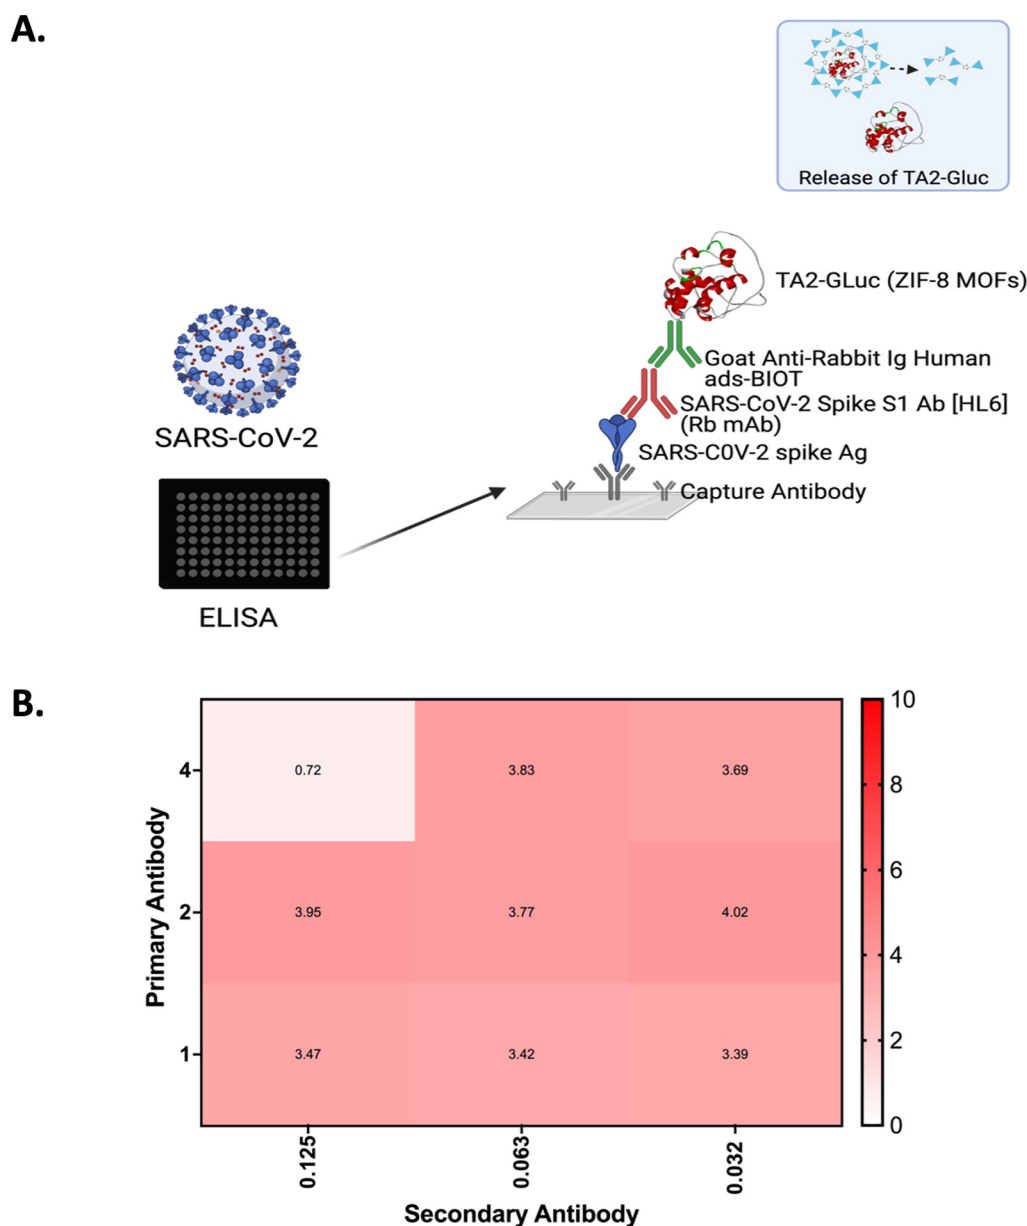 A.
Release of TA2-Gluc
TA2-GLuc (ZIF-8 MOFs)
Goat Anti-Rabbit Ig Human
ads-BIOT
SARS-CoV-2 Spike S1 Ab [HL6]
(Rb mAb)
SARS-C0V-2 spike Ag
Capture Antibody
SARS-CoV-2
ELISA
B.
Primary Antibody
4
0.72
3.83
3.69
2
3.95
3.77
4.02
1
3.47
3.42
3.39
0.125
0.063
0.032
Secondary Antibody
10
8
6
4
2
0